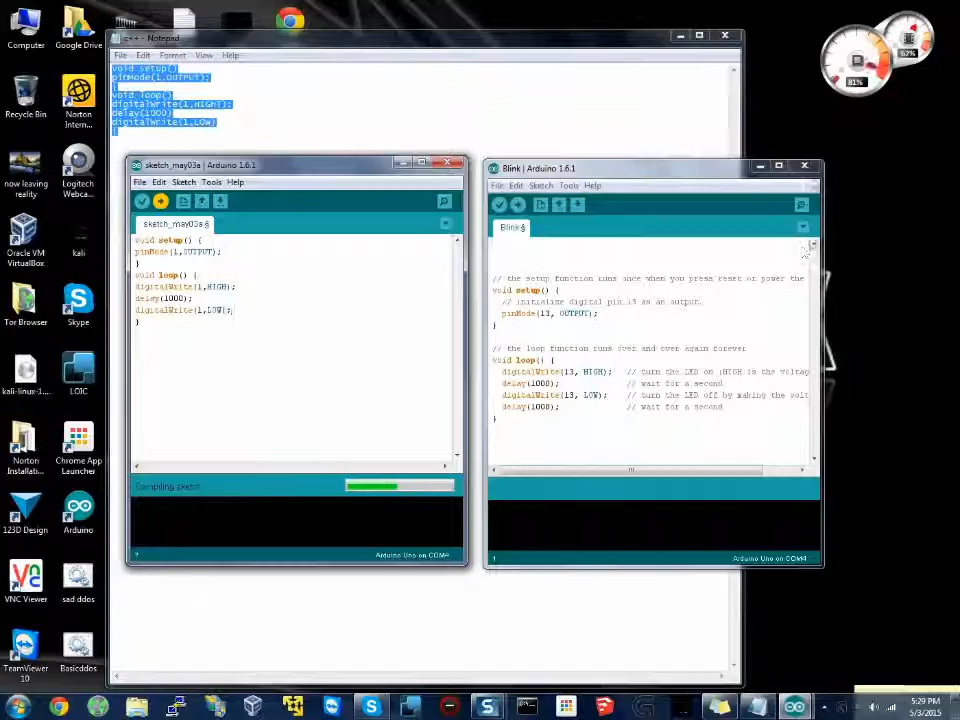 Computer
Google Drive
Recycle Bin
Norton
Intern...
now leaving
reality
Logitech
Webca...
Oracle VM
VirtualBox
kali
Tor Browser
Skype
kali-linux-1...
LOIC
Norton
Installati...
Chrome App
Launcher
123D Design
Arduino
VNC Viewer
sad ddos
TeamViewer
10
Basicddos
c++ - Notepad
File Edit Format View Help
void setup()
pinMode(1,OUTPUT);
{
void loop()
digitalWrite(1,HIGHT);
delay(1000)
digitalWrite(1,LOW)
{
81%
62%
sketch_may03a | Arduino 1.6.1
File Edit Sketch Tools Help
sketch_may03a §
void setup() {
pinMode(1,OUTPUT);
}
void loop() {
digitalWrite(1,HIGH);
delay(1000);
digitalWrite(1,LOW);
}
Compiling sketch
Arduino Uno on COM4
Blink | Arduino 1.6.1
File Edit Sketch Tools Help
Blink §
// the setup function runs once when you press reset or power the
void setup() {
// initialize digital pin 13 as an output.
pinMode(13, OUTPUT);
}
// the loop function runs over and over again forever
void loop() {
digitalWrite(13, HIGH); // turn the LED on (HIGH is the voltag
delay(1000); // wait for a second
digitalWrite(13, LOW); // turn the LED off by making the volt
delay(1000); // wait for a second
}
1
Arduino Uno on COM4
5:29 PM
5/3/2015